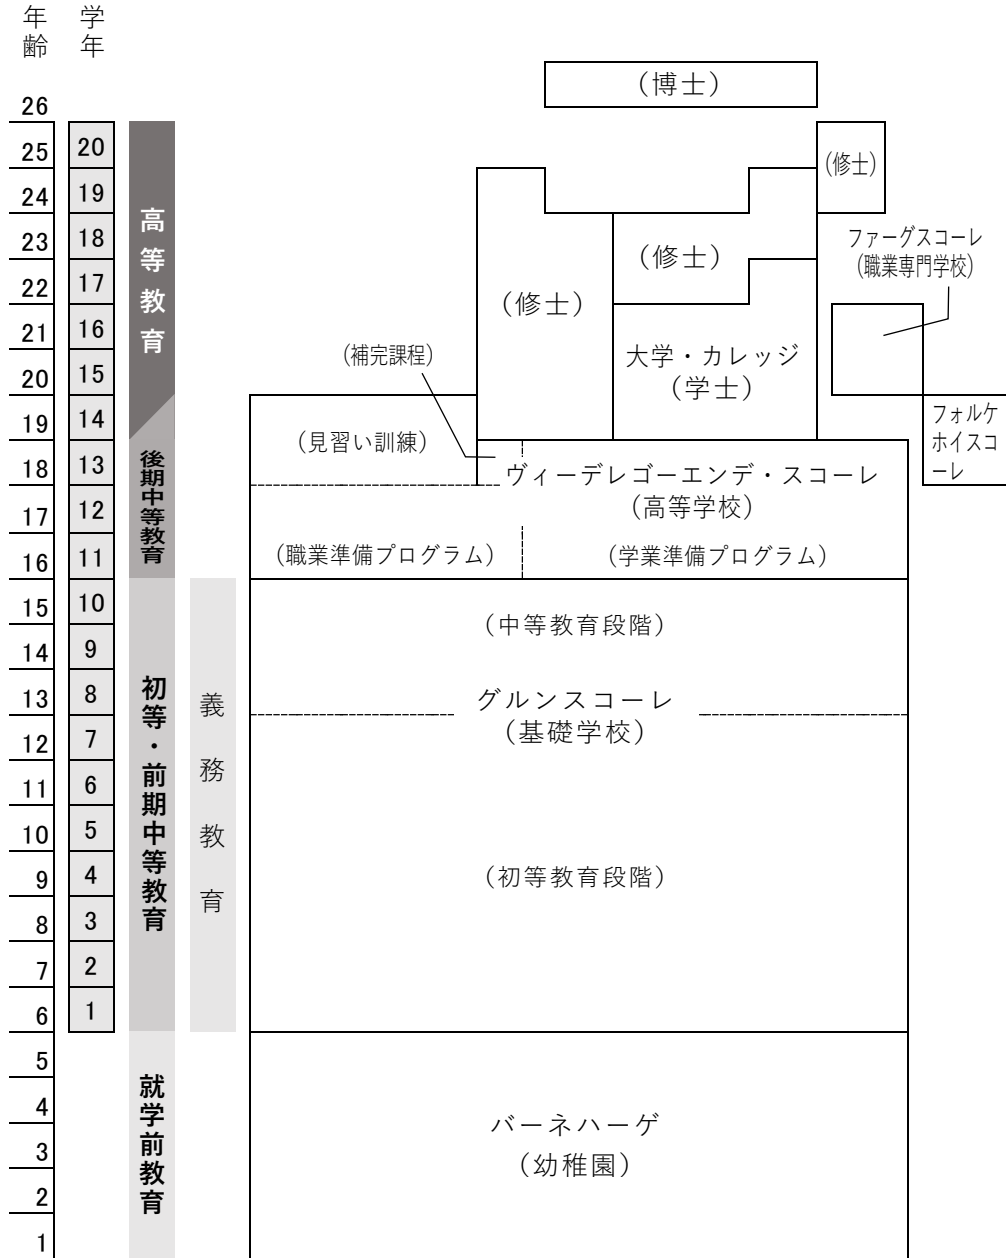 年齢
学年
26
25
24
23
22
21
20
19
18
17
16
15
14
13
12
11
10
9
8
7
6
5
4
3
2
1
20
19
18
17
16
15
14
13
12
11
10
9
8
7
6
5
4
3
2
1
高等教育
後期中等教育
初等・前期中等教育
就学前教育
義務教育
（博士）
（修士）
（修士）
（修士）
ファーグスコーレ
（職業専門学校）
大学・カレッジ
（学士）
（補完課程）
（見習い訓練）
フォルケ
ホイスコ
ーレ
ヴィーデレゴーエンデ・スコーレ
（高等学校）
（職業準備プログラム）
（学業準備プログラム）
（中等教育段階）
グルンスコーレ
（基礎学校）
（初等教育段階）
バーネハーゲ
（幼稚園）